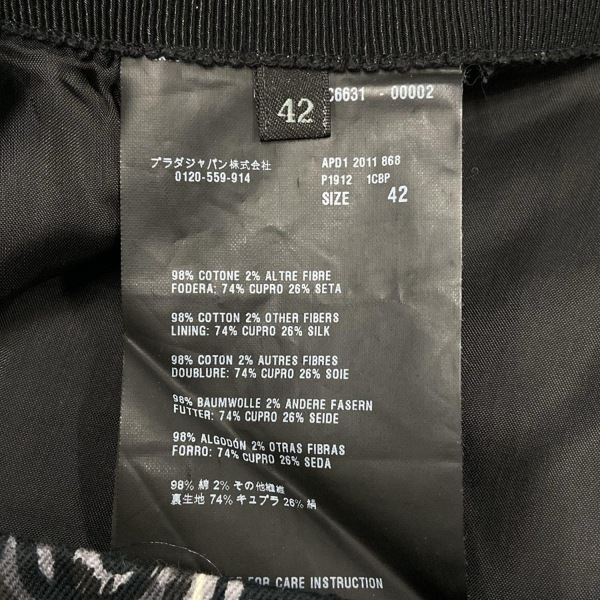 42
C6631 - 00002
プラダジャパン株式会社
0120-559-914
APD1 2011 868
P1912 1CBP
SIZE 42
98% COTONE 2% ALTRE FIBRE
FODERA: 74% CUPRO 26% SETA
98% COTTON 2% OTHER FIBERS
LINING: 74% CUPRO 26% SILK
98% COTON 2% AUTRES FIBRES
DOUBLURE: 74% CUPRO 26% SOIE
98% BAUMWOLLE 2% ANDERE FASERN
FUTTER: 74% CUPRO 26% SEIDE
98% ALGODÓN 2% OTRAS FIBRAS
FORRO: 74% CUPRO 26% SEDA
98% 綿 2% その他繊維
裏生地 74% キュプラ 26% 絹
FOR CARE INSTRUCTION